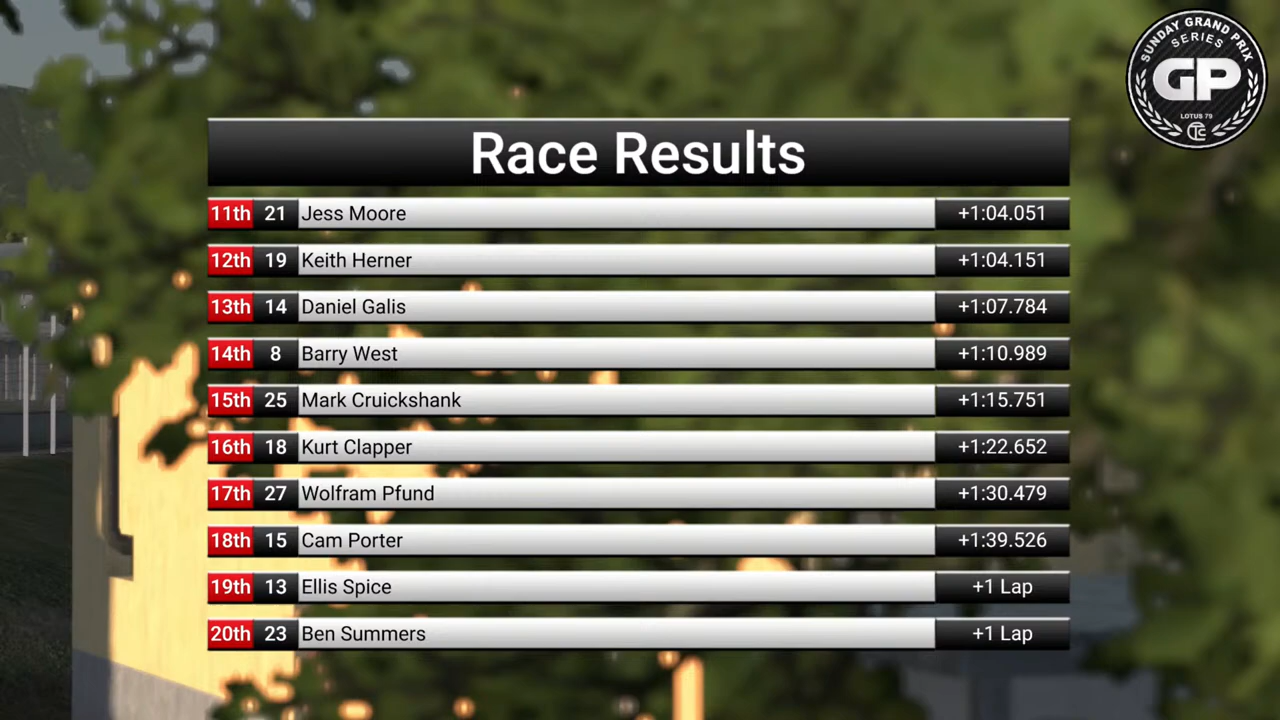 SUNDAY GRAND PRIX
SERIES
GP
LOTUS 79
Race Results
11th 21 Jess Moore +1:04.051
12th 19 Keith Herner +1:04.151
13th 14 Daniel Galis +1:07.784
14th 8 Barry West +1:10.989
15th 25 Mark Cruickshank +1:15.751
16th 18 Kurt Clapper +1:22.652
17th 27 Wolfram Pfund +1:30.479
18th 15 Cam Porter +1:39.526
19th 13 Ellis Spice +1 Lap
20th 23 Ben Summers +1 Lap